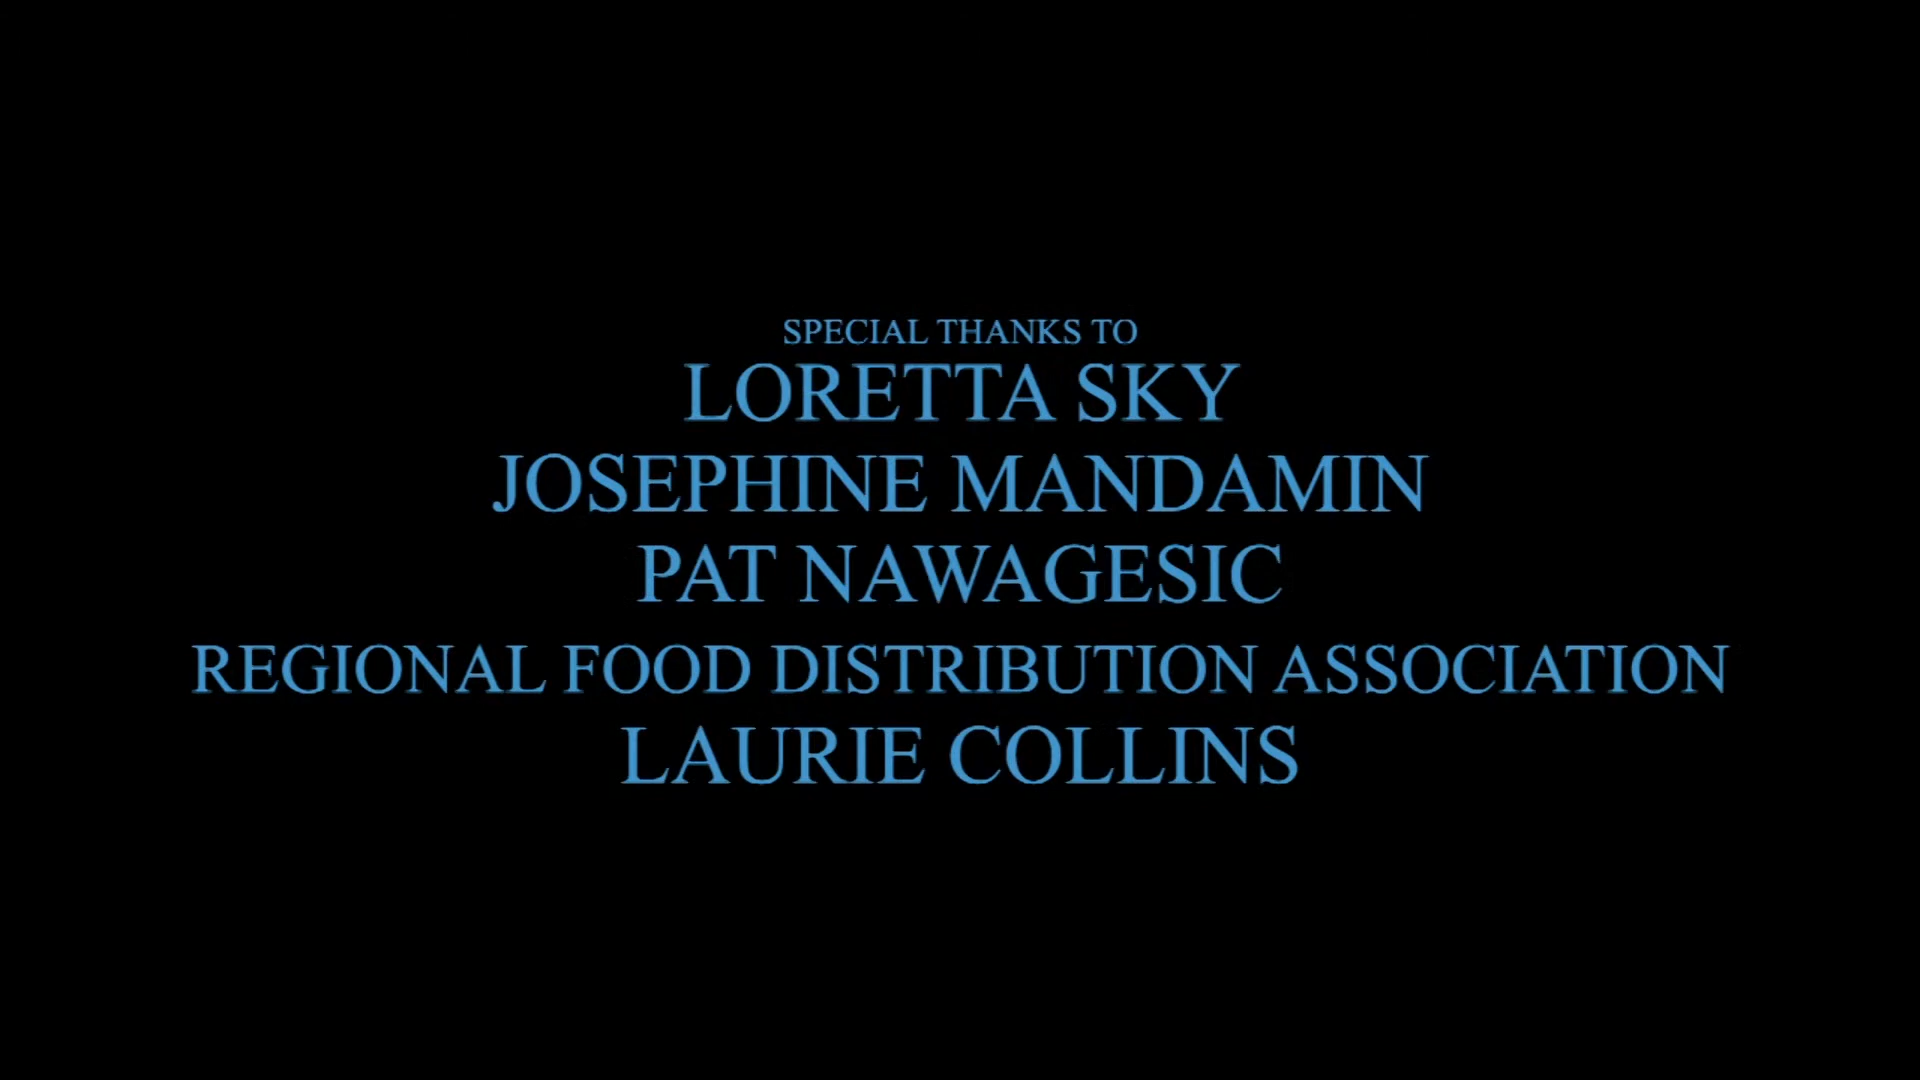 SPECIAL THANKS TO
LORETTA SKY
JOSEPHINE MANDAMIN
PAT NAWAGESIC
REGIONAL FOOD DISTRIBUTION ASSOCIATION
LAURIE COLLINS